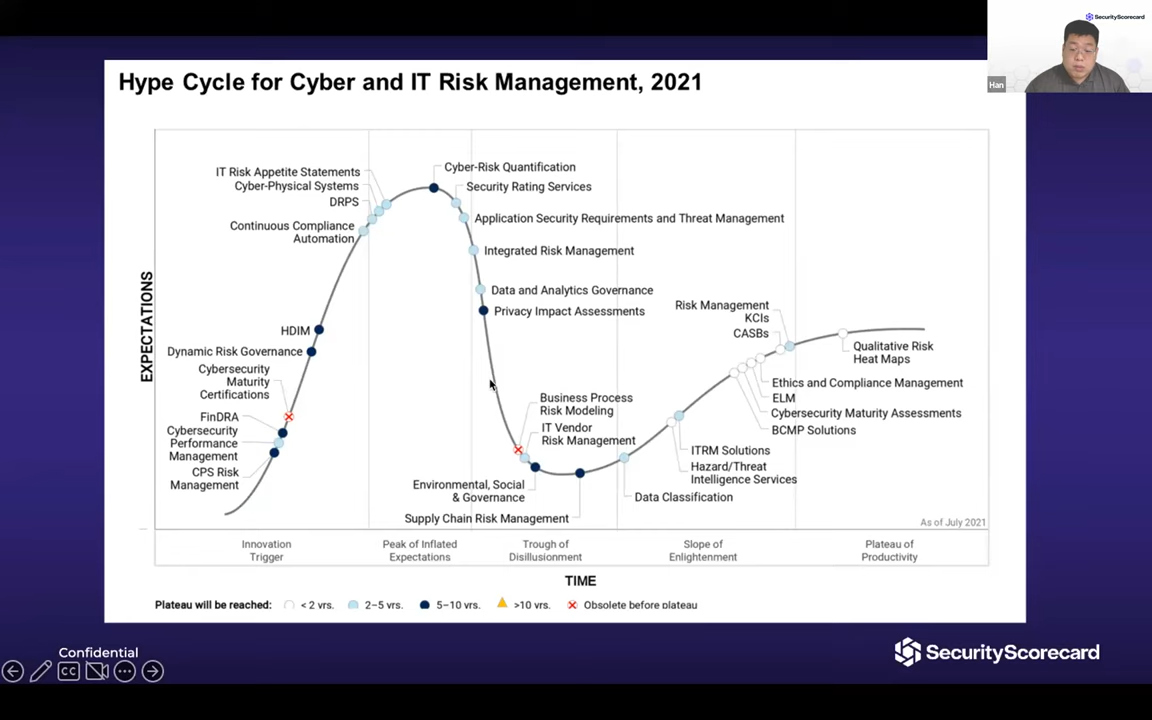 SecurityScorecard
Han
Hype Cycle for Cyber and IT Risk Management, 2021
EXPECTATIONS
IT Risk Appetite Statements
Cyber-Physical Systems
DRPS
Continuous Compliance
Automation
HDIM
Dynamic Risk Governance
Cybersecurity
Maturity
Certifications
FinDRA
Cybersecurity
Performance
Management
CPS Risk
Management
Cyber-Risk Quantification
Security Rating Services
Application Security Requirements and Threat Management
Integrated Risk Management
Data and Analytics Governance
Privacy Impact Assessments
Business Process
Risk Modeling
IT Vendor
Risk Management
Environmental, Social
& Governance
Supply Chain Risk Management
Data Classification
Hazard/Threat
Intelligence Services
ITRM Solutions
BCMP Solutions
Cybersecurity Maturity Assessments
ELM
Ethics and Compliance Management
CASBs
Risk Management
KCIs
Qualitative Risk
Heat Maps
As of July 2021
Innovation
Trigger
Peak of Inflated
Expectations
Trough of
Disillusionment
Slope of
Enlightenment
Plateau of
Productivity
TIME
Plateau will be reached: < 2 yrs. 2–5 yrs. 5–10 yrs. >10 yrs. Obsolete before plateau
Confidential
CC
SecurityScorecard